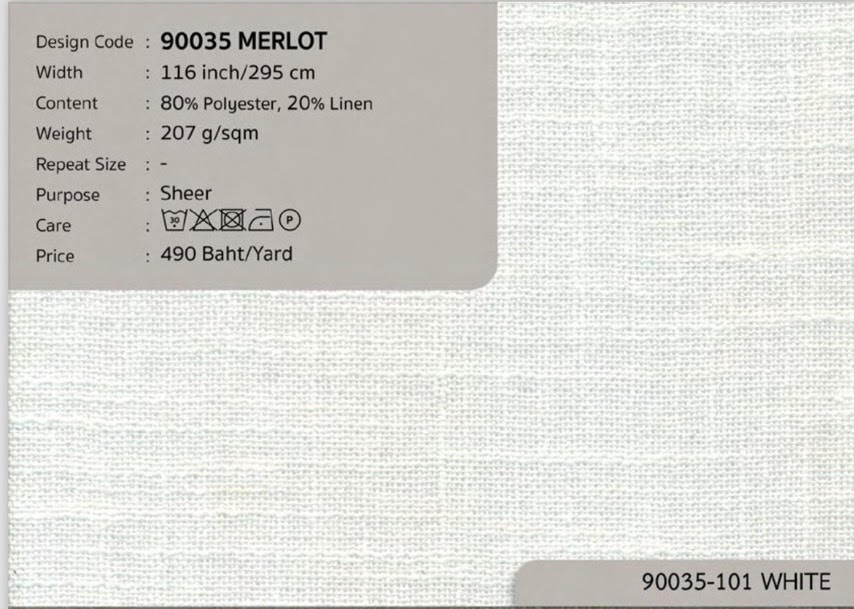 Design Code : 90035 MERLOT
Width : 116 inch/295 cm
Content : 80% Polyester, 20% Linen
Weight : 207 g/sqm
Repeat Size : -
Purpose : Sheer
Care : 30 P
Price : 490 Baht/Yard
90035-101 WHITE